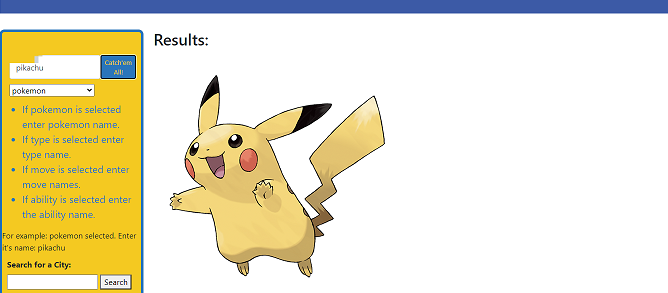 Results:
pikachu
Catch'em
All!
pokemon
If pokemon is selected
enter pokemon name.
If type is selected enter
type name.
If move is selected enter
move names.
If ability is selected enter
the ability name.
For example: pokemon selected. Enter
it's name: pikachu
Search for a City:
Search